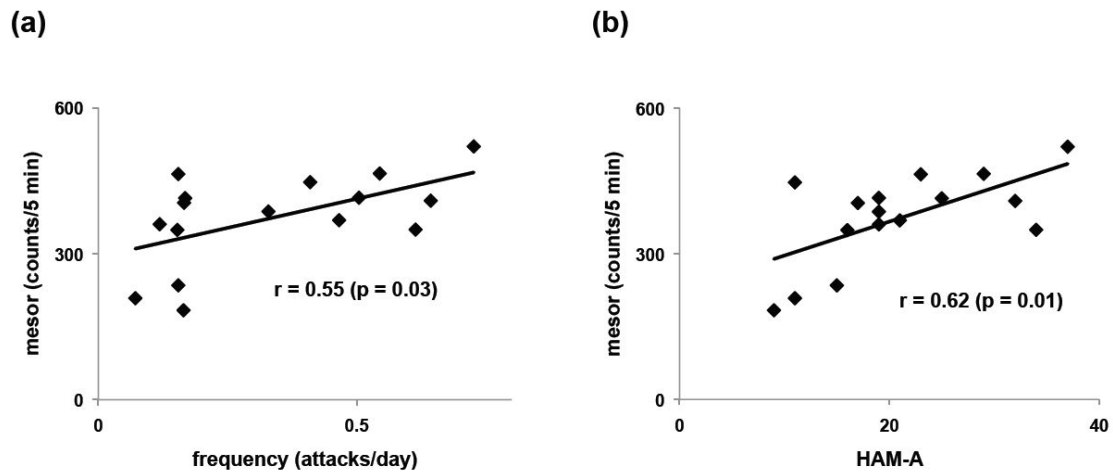 (a)
600
300
0
0
0.5
mesor (counts/5 min)
frequency (attacks/day)
r = 0.55 (p = 0.03)
(b)
600
300
0
0
20
40
mesor (counts/5 min)
HAM-A
r = 0.62 (p = 0.01)